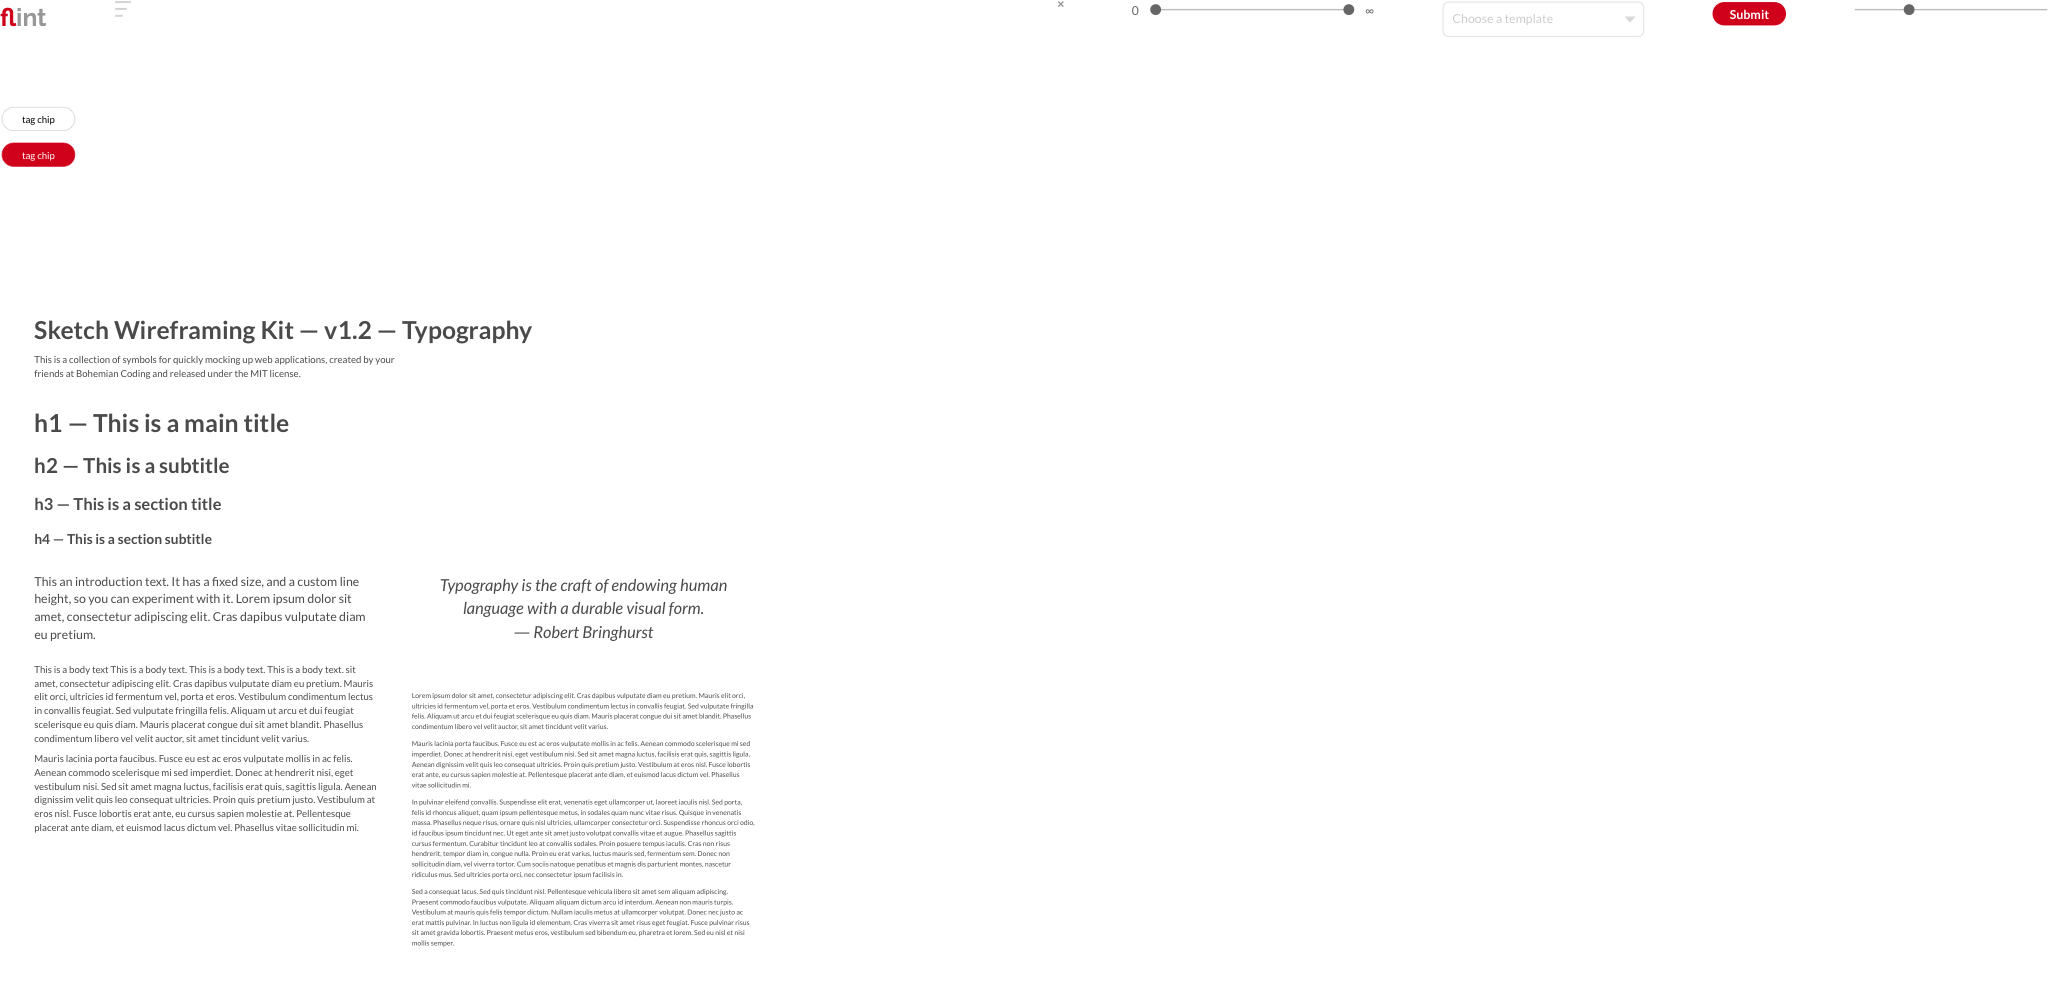 flint
×
0
∞
Choose a template
Submit
tag chip
tag chip
Sketch Wireframing Kit — v1.2 — Typography
This is a collection of symbols for quickly mocking up web applications, created by your
friends at Bohemian Coding and released under the MIT license.
h1 — This is a main title
h2 — This is a subtitle
h3 — This is a section title
h4 — This is a section subtitle
This an introduction text. It has a fixed size, and a custom line
height, so you can experiment with it. Lorem ipsum dolor sit
amet, consectetur adipiscing elit. Cras dapibus vulputate diam
eu pretium.
This is a body text This is a body text. This is a body text. This is a body text. sit
amet, consectetur adipiscing elit. Cras dapibus vulputate diam eu pretium. Mauris
elit orci, ultricies id fermentum vel, porta et eros. Vestibulum condimentum lectus
in convallis feugiat. Sed vulputate fringilla felis. Aliquam ut arcu et dui feugiat
scelerisque eu quis diam. Mauris placerat congue dui sit amet blandit. Phasellus
condimentum libero vel velit auctor, sit amet tincidunt velit varius.
Mauris lacinia porta faucibus. Fusce eu est ac eros vulputate mollis in ac felis.
Aenean commodo scelerisque mi sed imperdiet. Donec at hendrerit nisi, eget
vestibulum nisi. Sed sit amet magna luctus, facilisis erat quis, sagittis ligula. Aenean
dignissim velit quis leo consequat ultricies. Proin quis pretium justo. Vestibulum at
eros nisl. Fusce lobortis erat ante, eu cursus sapien molestie at. Pellentesque
placerat ante diam, et euismod lacus dictum vel. Phasellus vitae sollicitudin mi.
Typography is the craft of endowing human
language with a durable visual form.
— Robert Bringhurst
Lorem ipsum dolor sit amet, consectetur adipiscing elit. Cras dapibus vulputate diam eu pretium. Mauris elit orci,
ultricies id fermentum vel, porta et eros. Vestibulum condimentum lectus in convallis feugiat. Sed vulputate fringilla
felis. Aliquam ut arcu et dui feugiat scelerisque eu quis diam. Mauris placerat congue dui sit amet blandit. Phasellus
condimentum libero vel velit auctor, sit amet tincidunt velit varius.
Mauris lacinia porta faucibus. Fusce eu est ac eros vulputate mollis in ac felis. Aenean commodo scelerisque mi sed
imperdiet. Donec at hendrerit nisi, eget vestibulum nisi. Sed sit amet magna luctus, facilisis erat quis, sagittis ligula.
Aenean dignissim velit quis leo consequat ultricies. Proin quis pretium justo. Vestibulum at eros nisl. Fusce lobortis
erat ante, eu cursus sapien molestie at. Pellentesque placerat ante diam, et euismod lacus dictum vel. Phasellus
vitae sollicitudin mi.
In pulvinar eleifend convallis. Suspendisse elit erat, venenatis eget ullamcorper ut, laoreet iaculis nisl. Sed porta,
felis id rhoncus aliquet, quam ipsum pellentesque metus, in sodales quam nunc vitae risus. Quisque in venenatis
massa. Phasellus neque risus, ornare quis nisl ultricies, ullamcorper consectetur orci. Suspendisse rhoncus orci odio,
id faucibus ipsum tincidunt nec. Ut eget ante sit amet justo volutpat convallis vitae et augue. Phasellus sagittis
cursus fermentum. Curabitur tincidunt leo at convallis sodales. Proin posuere tempus iaculis. Cras non risus
hendrerit, tempor diam in, congue nulla. Proin eu erat varius, luctus mauris sed, fermentum sem. Donec non
sollicitudin diam, vel viverra tortor. Cum sociis natoque penatibus et magnis dis parturient montes, nascetur
ridiculus mus. Sed ultricies porta orci, nec consectetur ipsum facilisis in.
Sed a consequat lacus. Sed quis tincidunt nisl. Pellentesque vehicula libero sit amet sem aliquam adipiscing.
Praesent commodo faucibus vulputate. Aliquam aliquam dictum arcu id interdum. Aenean non mauris turpis.
Vestibulum at mauris quis felis tempor dictum. Nullam iaculis metus at ullamcorper volutpat. Donec nec justo ac
erat mattis pulvinar. In luctus non ligula id elementum. Cras viverra sit amet risus eget feugiat. Fusce pulvinar risus
sit amet gravida lobortis. Praesent metus eros, vestibulum sed bibendum eu, pharetra et lorem. Sed eu nisl et nisi
mollis semper.